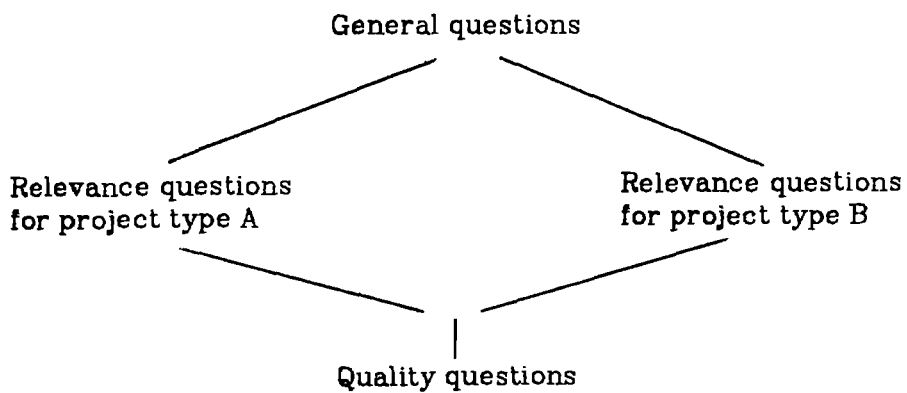 General questions
Relevance questions
for project type A
Relevance questions
for project type B
Quality questions